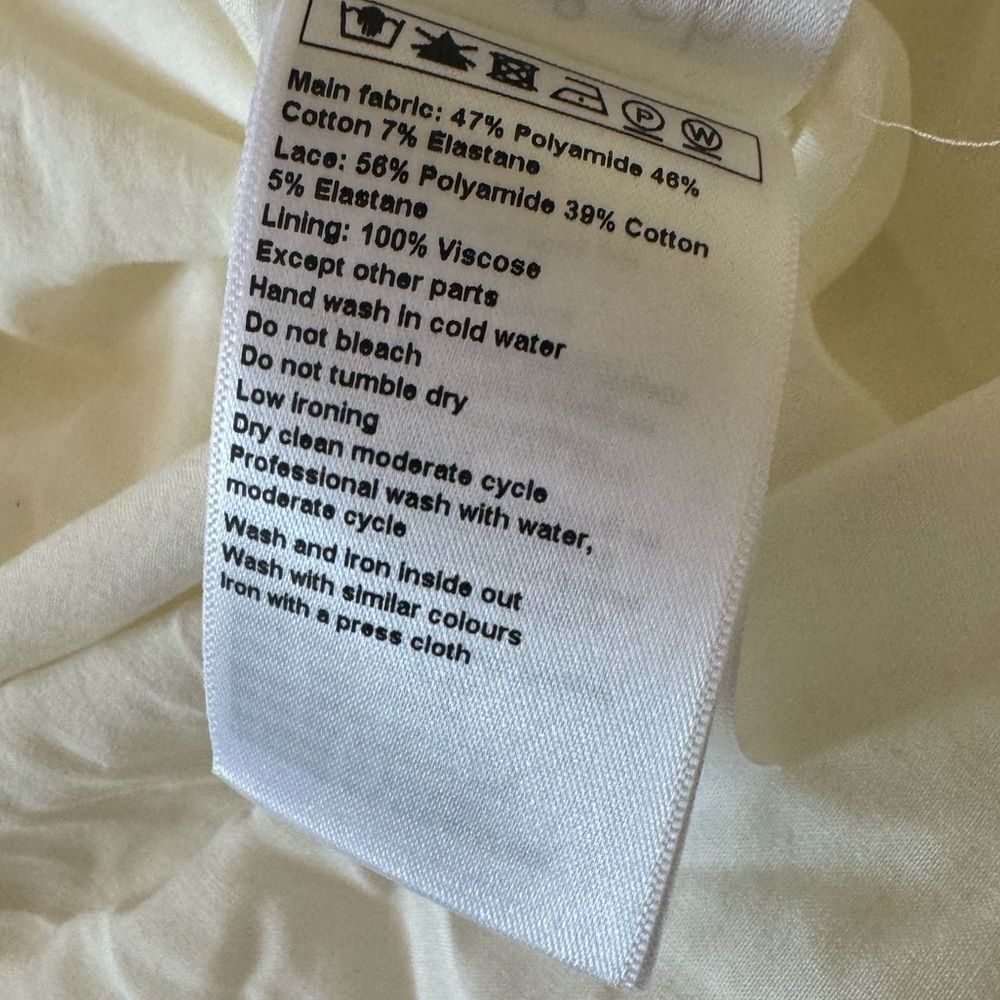 P W
Main fabric: 47% Polyamide 46%
Cotton 7% Elastane
Lace: 56% Polyamide 39% Cotton
5% Elastane
Lining: 100% Viscose
Except other parts
Hand wash in cold water
Do not bleach
Do not tumble dry
Low ironing
Dry clean moderate cycle
Professional wash with water,
moderate cycle
Wash and iron inside out
Wash with similar colours
Iron with a press cloth